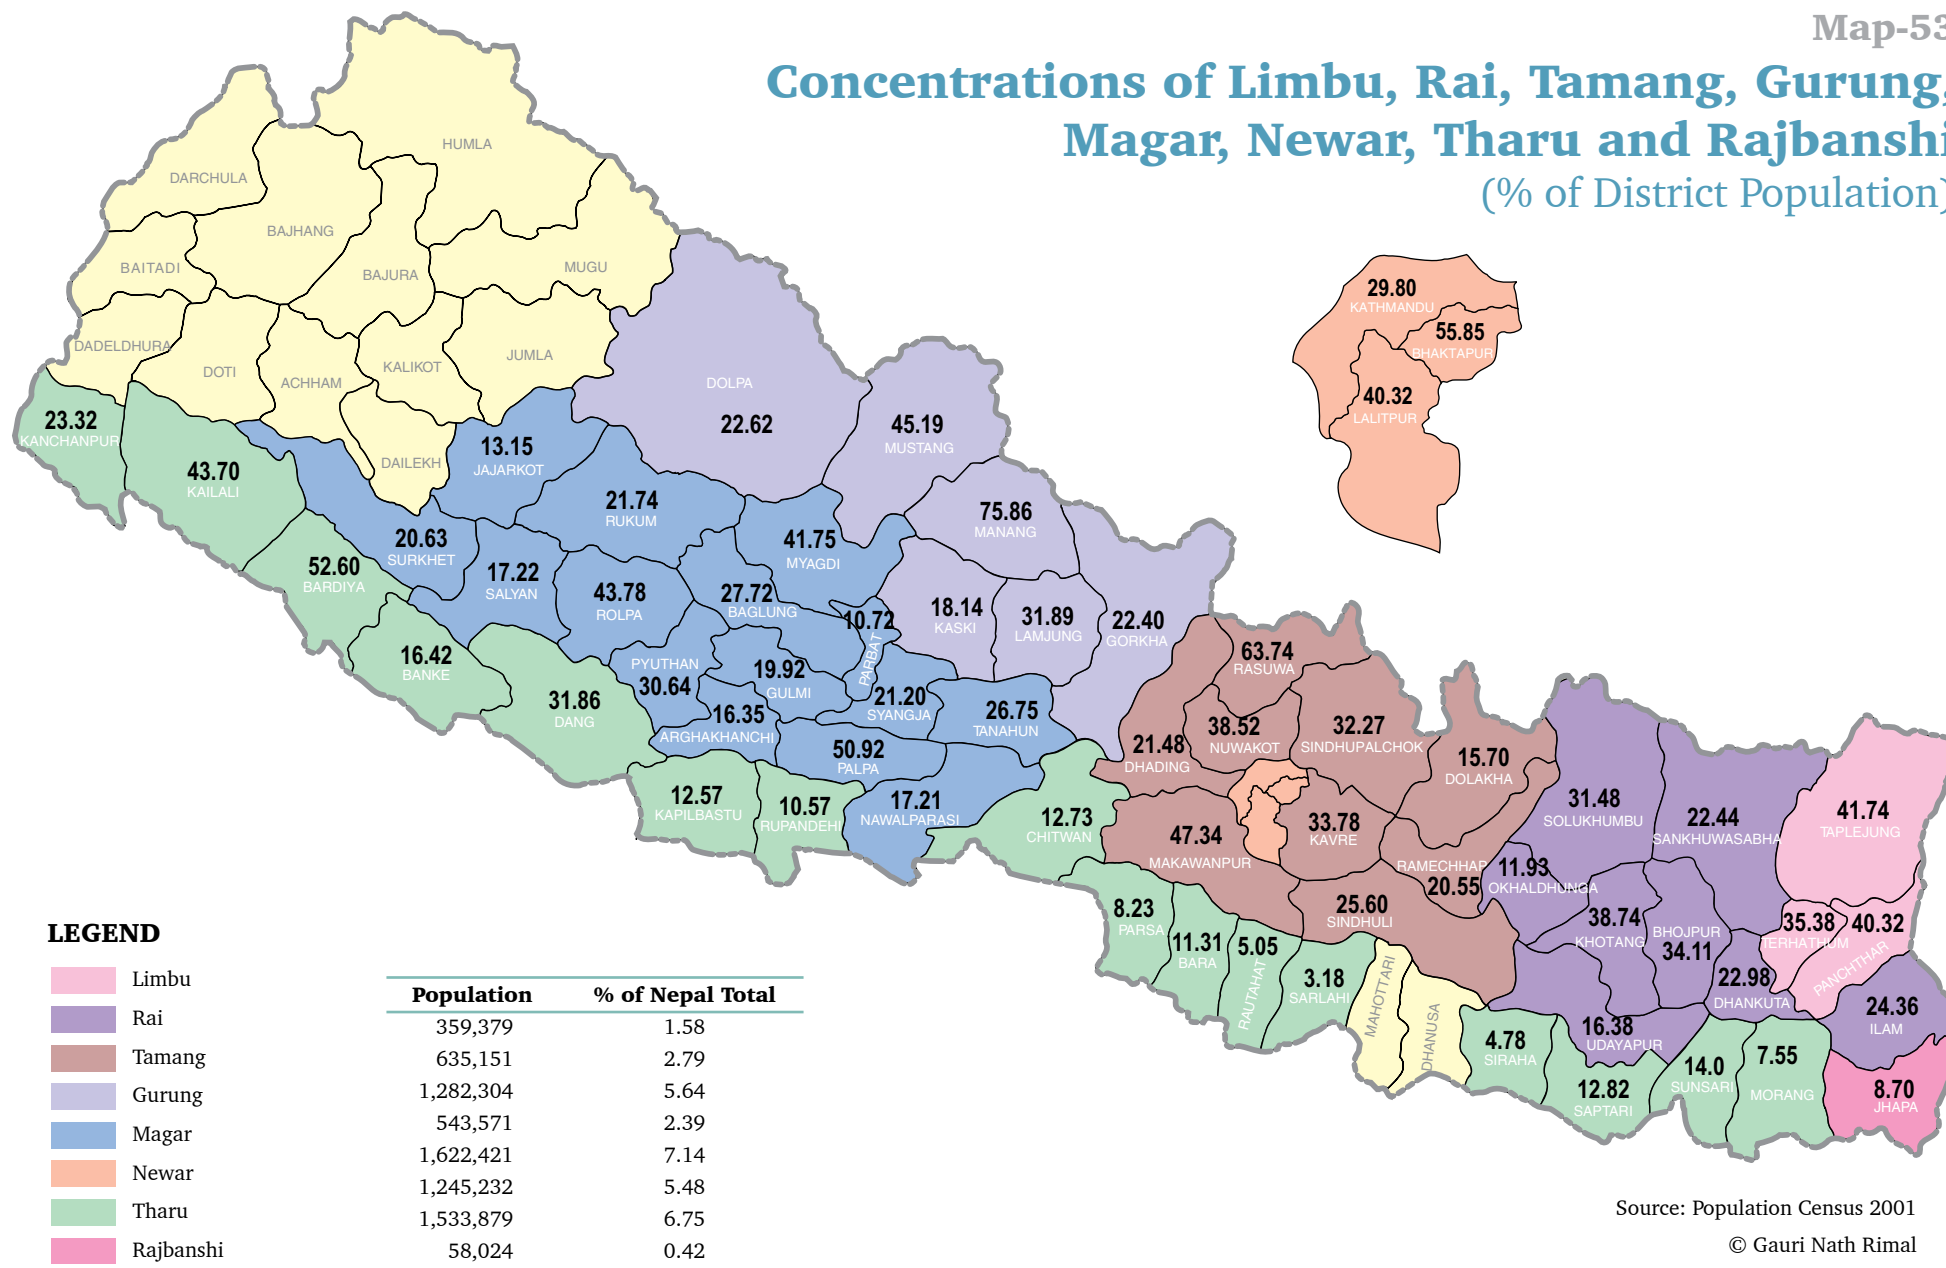 Map-53
Concentrations of Limbu, Rai, Tamang, Gurung,
Magar, Newar, Tharu and Rajbanshi
(% of District Population)
HUMLA
DARCHULA
BAJHANG
BAITADI
BAJURA
MUGU
DADELDHURA
DOTI
ACHHAM
KALIKOT
JUMLA
DAILEKH
23.32
KANCHANPUR
43.70
KAILALI
52.60
BARDIYA
16.42
BANKE
31.86
DANG
20.63
SURKHET
13.15
JAJARKOT
17.22
SALYAN
21.74
RUKUM
43.78
ROLPA
DOLPA
22.62
45.19
MUSTANG
75.86
MANANG
41.75
MYAGDI
27.72
BAGLUNG
10.72
PARBAT
PYUTHAN
30.64
19.92
GULMI
16.35
ARGHAKHANCHI
21.20
SYANGJA
26.75
TANAHUN
50.92
PALPA
17.21
NAWALPARASI
18.14
KASKI
31.89
LAMJUNG
22.40
GORKHA
12.57
KAPILBASTU
10.57
RUPANDEHI
12.73
CHITWAN
29.80
KATHMANDU
55.85
BHAKTAPUR
40.32
LALITPUR
63.74
RASUWA
38.52
NUWAKOT
21.48
DHADING
32.27
SINDHUPALCHOK
15.70
DOLAKHA
47.34
MAKAWANPUR
33.78
KAVRE
RAMECHHAP
20.55
25.60
SINDHULI
8.23
PARSA
11.31
BARA
5.05
RAUTAHAT
3.18
SARLAHI
MAHOTTARI
DHANUSA
4.78
SIRAHA
12.82
SAPTARI
14.0
SUNSARI
7.55
MORANG
31.48
SOLUKHUMBU
22.44
SANKHUWASABHA
11.93
OKHALDHUNGA
38.74
KHOTANG
BHOJPUR
34.11
22.98
DHANKUTA
16.38
UDAYAPUR
41.74
TAPLEJUNG
35.38
TERHATHUM
40.32
PANCHTHAR
24.36
ILAM
8.70
JHAPA
LEGEND
Limbu
Rai
Tamang
Gurung
Magar
Newar
Tharu
Rajbanshi
Population % of Nepal Total
359,379 1.58
635,151 2.79
1,282,304 5.64
543,571 2.39
1,622,421 7.14
1,245,232 5.48
1,533,879 6.75
58,024 0.42
Source: Population Census 2001
© Gauri Nath Rimal